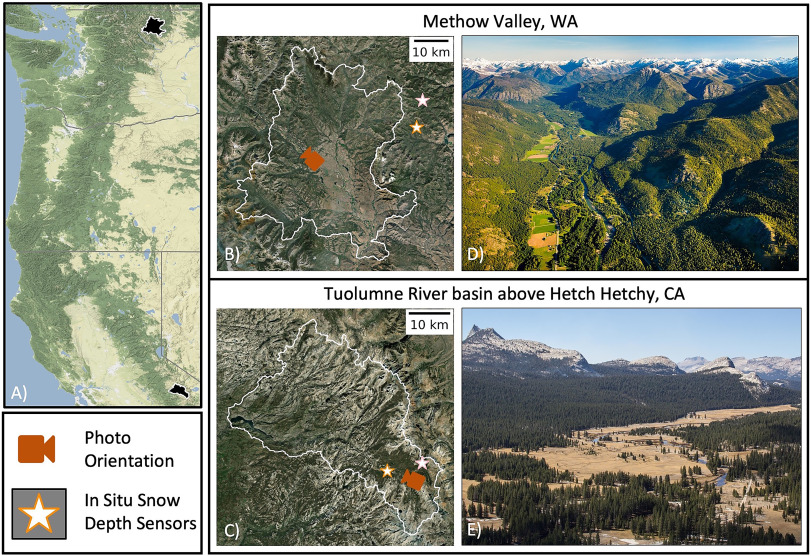 A)
Photo
Orientation
In Situ Snow
Depth Sensors
Methow Valley, WA
10 km
B)
D)
Tuolumne River basin above Hetch Hetchy, CA
10 km
C)
E)